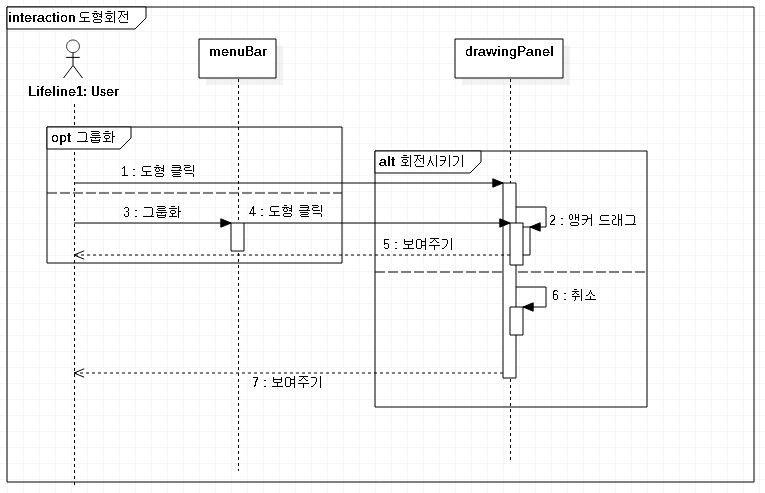 interaction 도형회전
menuBar
drawingPanel
Lifeline1: User
opt 그룹화
alt 회전시키기
1 : 도형 클릭
3 : 그룹화
4 : 도형 클릭
2 : 앵커 드래그
5 : 보여주기
6 : 취소
7 : 보여주기